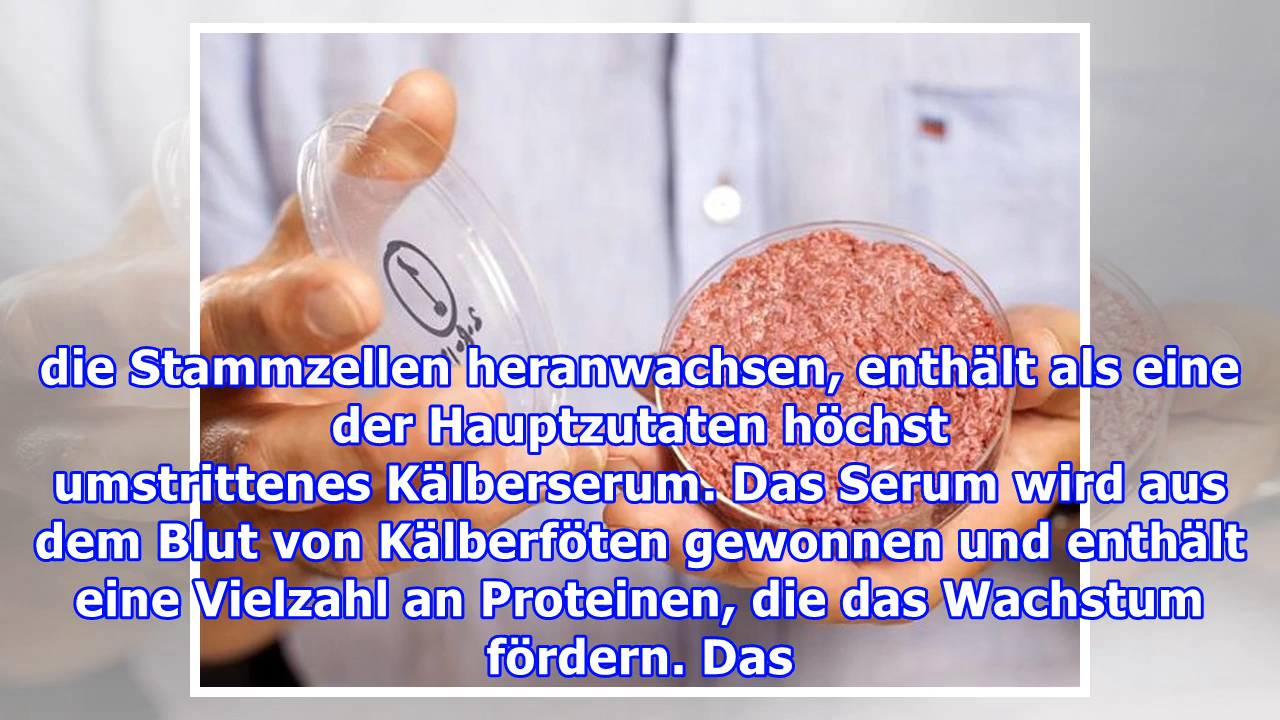 die Stammzellen heranwachsen, enthält als eine
der Hauptzutaten höchst
umstrittenes Kälberserum. Das Serum wird aus
dem Blut von Kälberföten gewonnen und enthält
eine Vielzahl an Proteinen, die das Wachstum
fördern. Das